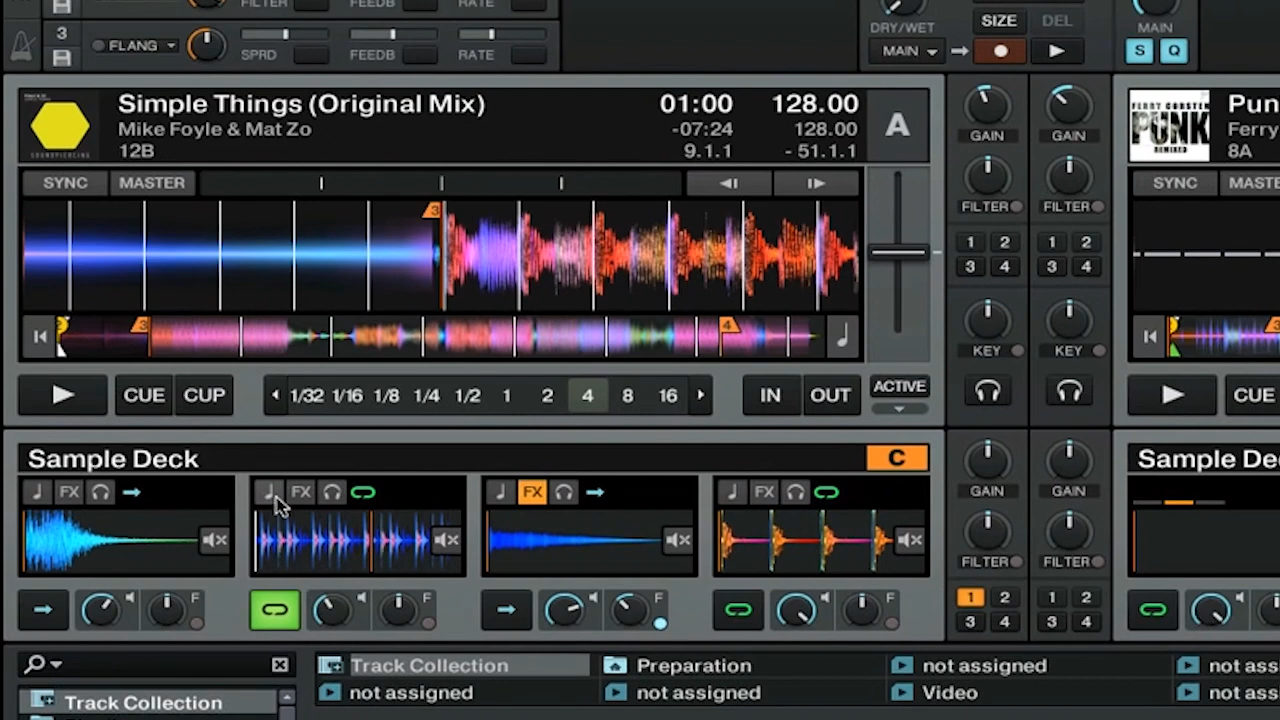 FILTER FEEDB RATE
3 FLANG SPRD FEEDB RATE
DRY/WET SIZE DEL MAIN
MAIN S Q
Simple Things (Original Mix) 01:00 128.00
Mike Foyle & Mat Zo -07:24 128.00
12B 9.1.1 - 51.1.1
A
GAIN GAIN
FERRY CORSTEN
PUNK
Pun
Ferry
8A
SYNC MASTER
FILTER FILTER
SYNC MASTE
3
1 2 1 2
3 4 3 4
3 4
KEY KEY
CUE CUP 1/32 1/16 1/8 1/4 1/2 1 2 4 8 16 IN OUT ACTIVE
CUE
Sample Deck C
GAIN GAIN
Sample De
FX FX FX FX
FILTER FILTER
F F F F
1 2 1 2
3 4 3 4
Track Collection Preparation not assigned not ass
not assigned not assigned Video not ass
Track Collection